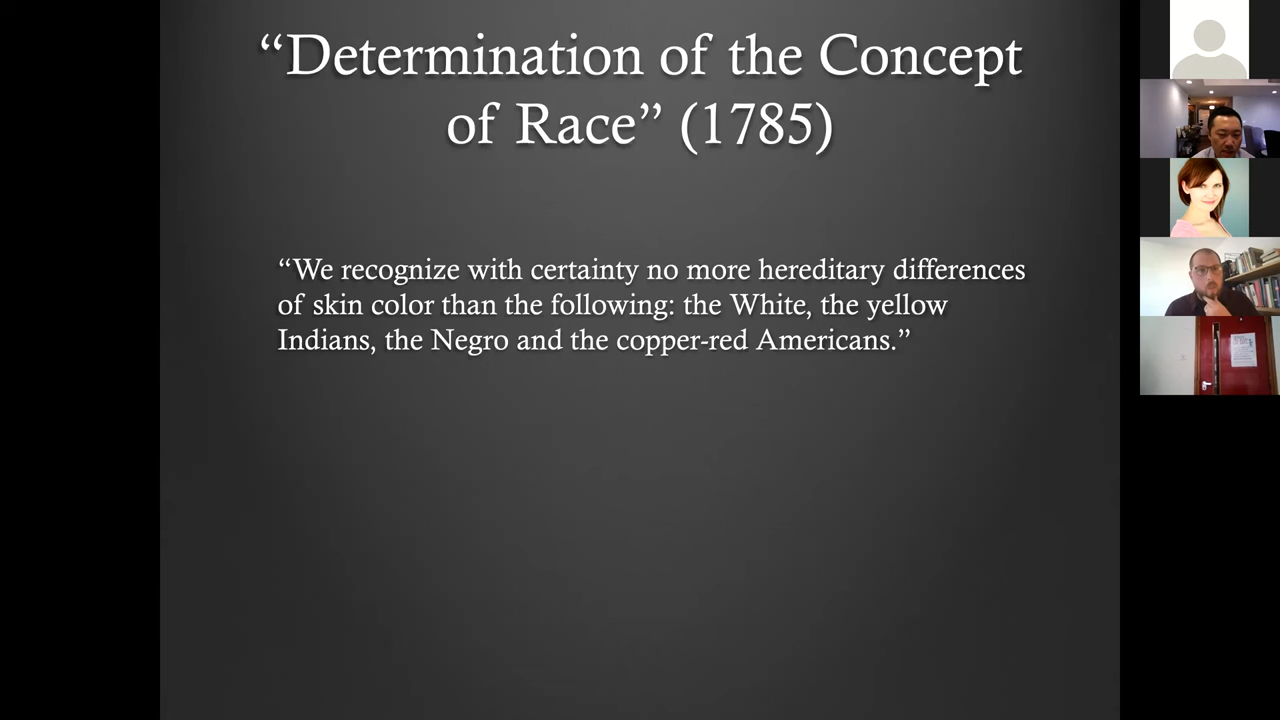 “Determination of the Concept
of Race” (1785)
“We recognize with certainty no more hereditary differences
of skin color than the following: the White, the yellow
Indians, the Negro and the copper-red Americans.”